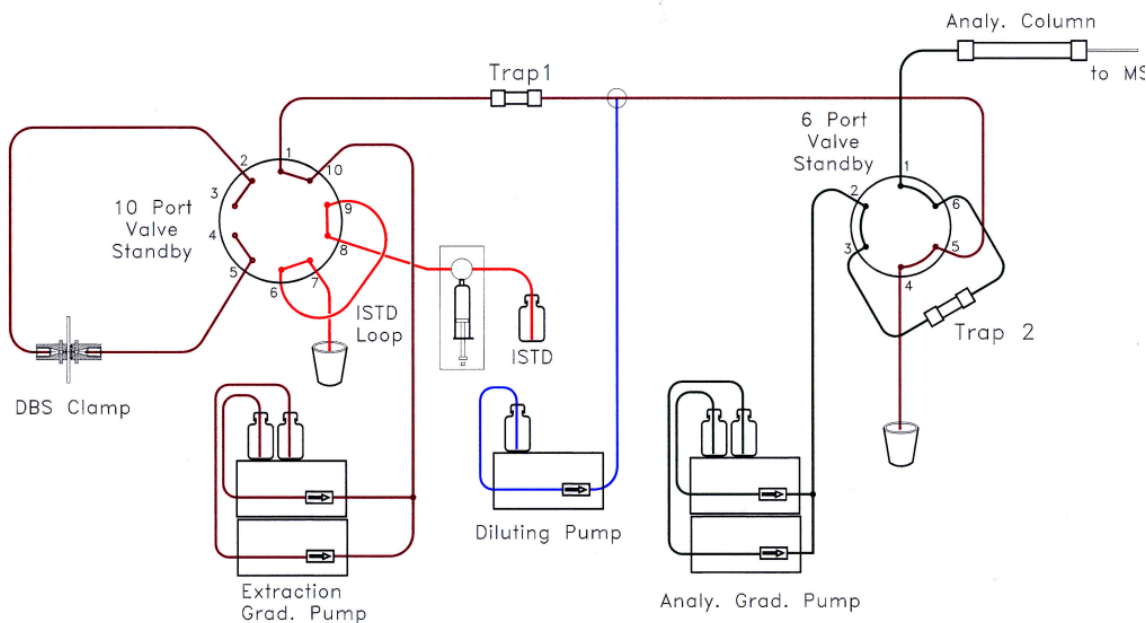 Analy. Column
to MS
Trap1
6 Port
Valve
Standby
1
2
3
4
5
6
10 Port
Valve
Standby
1
2
3
4
5
6
7
8
9
10
ISTD
Loop
ISTD
Trap 2
DBS Clamp
Extraction
Grad. Pump
Diluting Pump
Analy. Grad. Pump